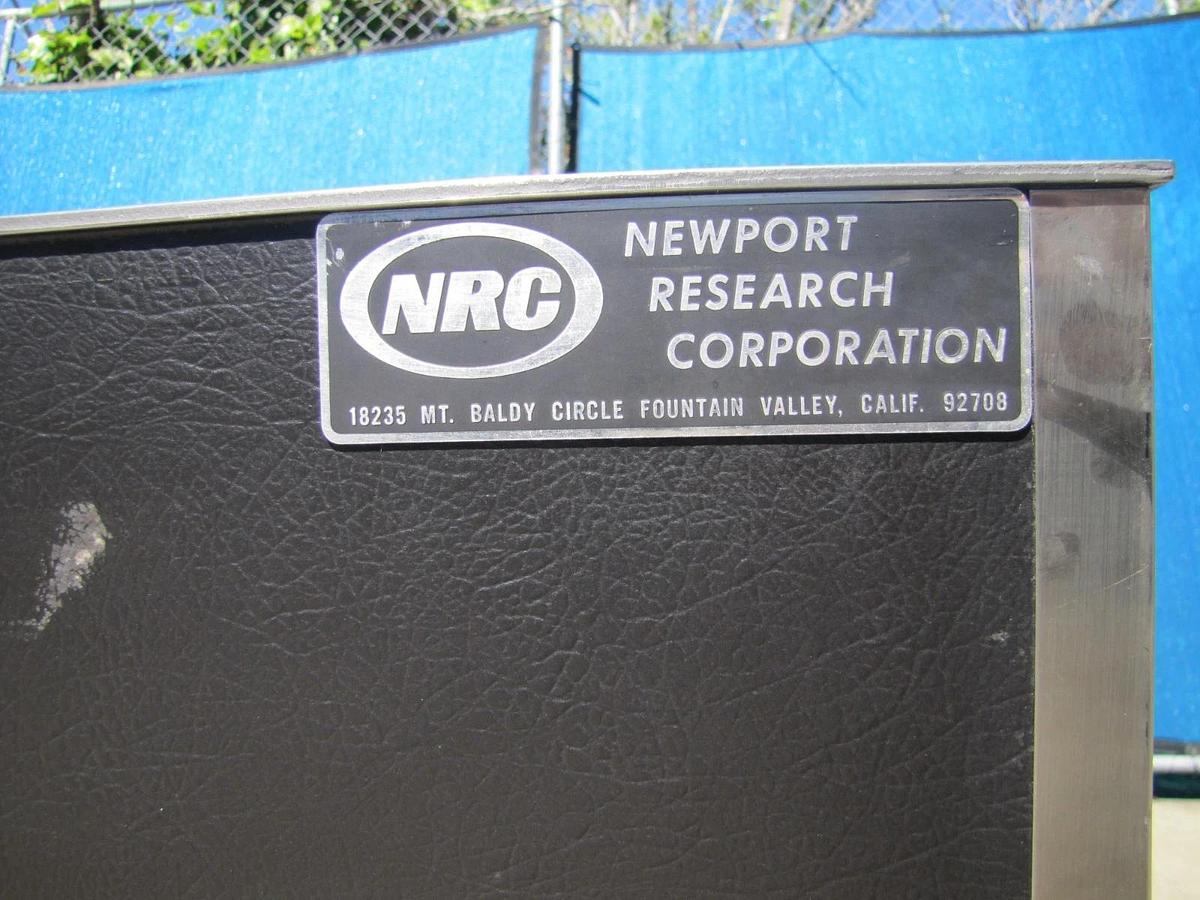 NRC
NEWPORT
RESEARCH
CORPORATION
18235 MT. BALDY CIRCLE FOUNTAIN VALLEY, CALIF. 92708